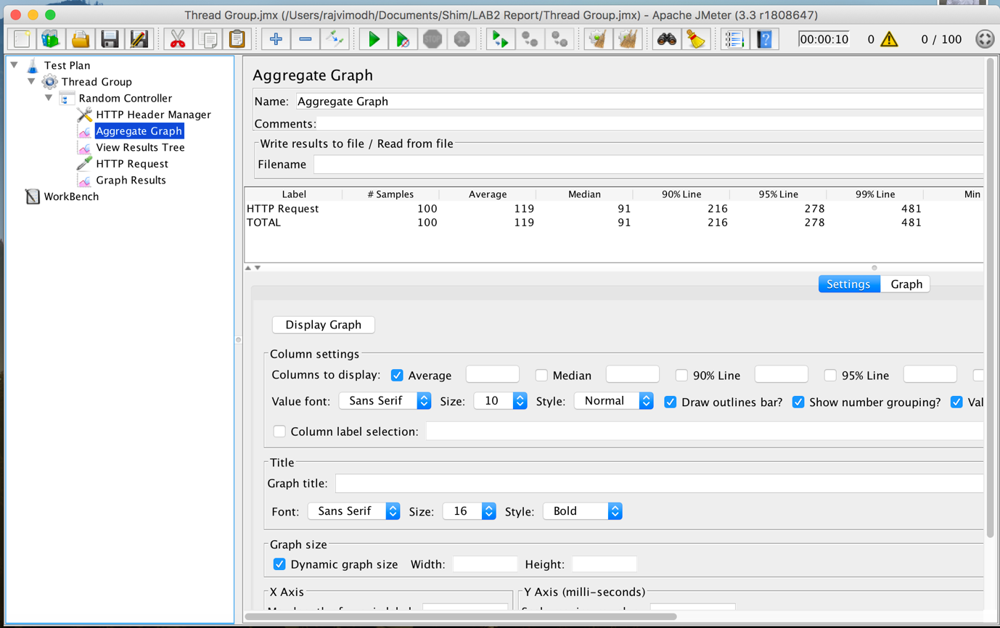 Thread Group.jmx (/Users/rajvimodh/Documents/Shim/LAB2 Report/Thread Group.jmx) - Apache JMeter (3.3 r1808647)
STOP 00:00:10 0 0 / 100
Test Plan
Thread Group
Random Controller
HTTP Header Manager
Aggregate Graph
View Results Tree
HTTP Request
Graph Results
WorkBench
Aggregate Graph
Name: Aggregate Graph
Comments:
Write results to file / Read from file
Filename
Label # Samples Average Median 90% Line 95% Line 99% Line Min
HTTP Request 100 119 91 216 278 481
TOTAL 100 119 91 216 278 481
Settings Graph
Display Graph
Column settings
Columns to display: Average Median 90% Line 95% Line
Value font: Sans Serif Size: 10 Style: Normal Draw outlines bar? Show number grouping? Val
Column label selection:
Title
Graph title:
Font: Sans Serif Size: 16 Style: Bold
Graph size
Dynamic graph size Width: Height:
X Axis Y Axis (milli-seconds)